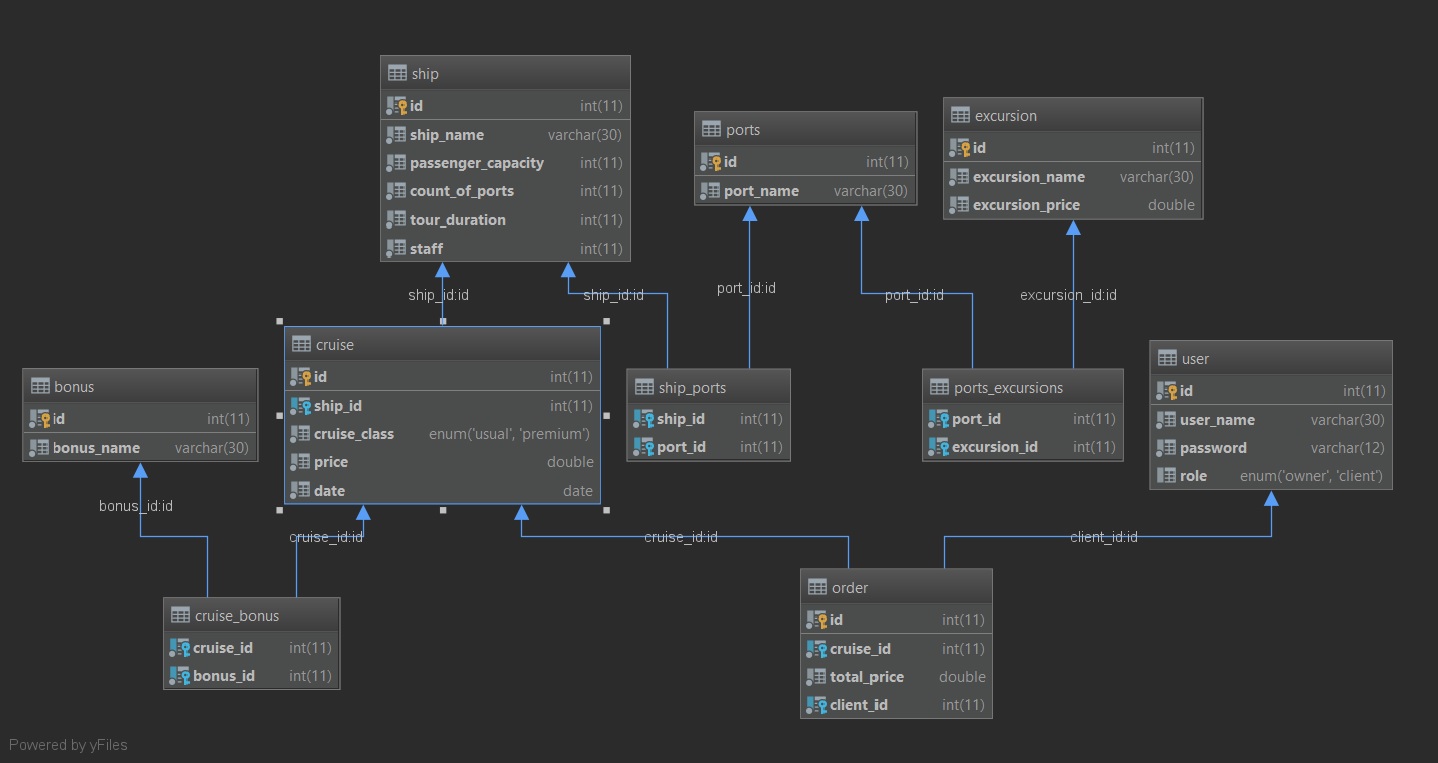 ship
id int(11)
ship_name varchar(30)
passenger_capacity int(11)
count_of_ports int(11)
tour_duration int(11)
staff int(11)
ports
id int(11)
port_name varchar(30)
excursion
id int(11)
excursion_name varchar(30)
excursion_price double
ship_id:id
ship_id:id
port_id:id
port_id:id
excursion_id:id
bonus
id int(11)
bonus_name varchar(30)
cruise
id int(11)
ship_id int(11)
cruise_class enum('usual', 'premium')
price double
date date
ship_ports
ship_id int(11)
port_id int(11)
ports_excursions
port_id int(11)
excursion_id int(11)
user
id int(11)
user_name varchar(30)
password varchar(12)
role enum('owner', 'client')
bonus_id:id
cruise_id:id
cruise_id:id
client_id:id
cruise_bonus
cruise_id int(11)
bonus_id int(11)
order
id int(11)
cruise_id int(11)
total_price double
client_id int(11)
Powered by yFiles